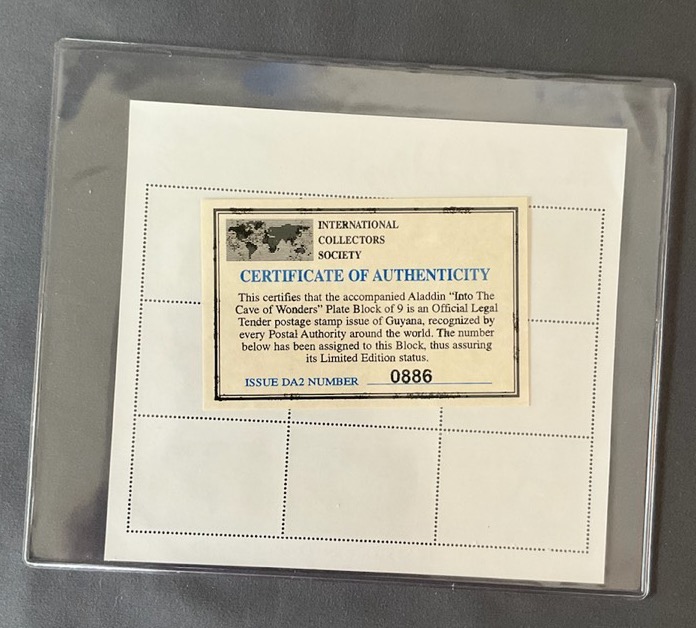 INTERNATIONAL
COLLECTORS
SOCIETY
CERTIFICATE OF AUTHENTICITY
This certifies that the accompanied Aladdin “Into The
Cave of Wonders” Plate Block of 9 is an Official Legal
Tender postage stamp issue of Guyana, recognized by
every Postal Authority around the world. The number
below has been assigned to this Block, thus assuring
its Limited Edition status.
ISSUE DA2 NUMBER 0886